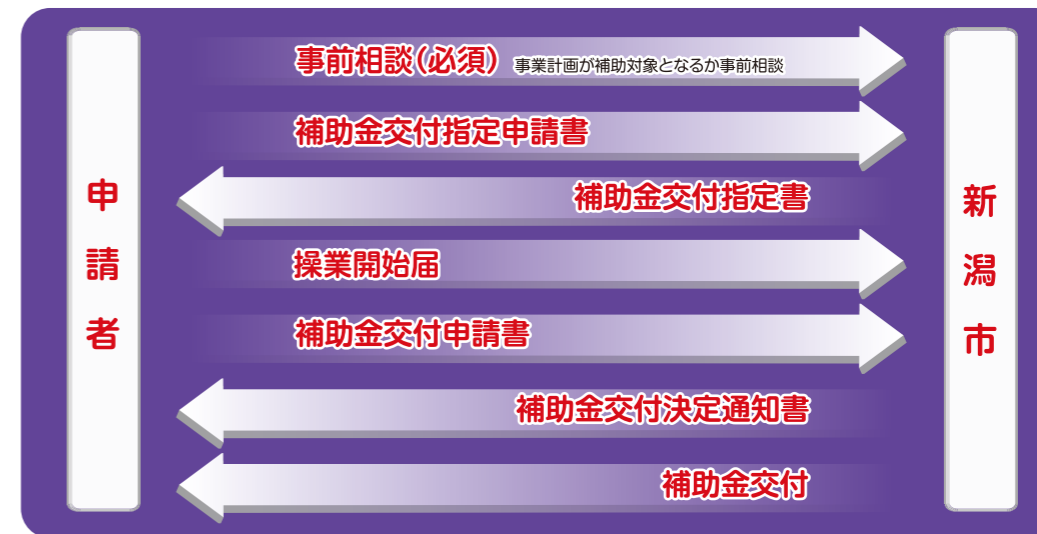 申請者
事前相談(必須) 事業計画が補助対象となるか事前相談
補助金交付指定申請書
補助金交付指定書
操業開始届
補助金交付申請書
補助金交付決定通知書
補助金交付
新潟市